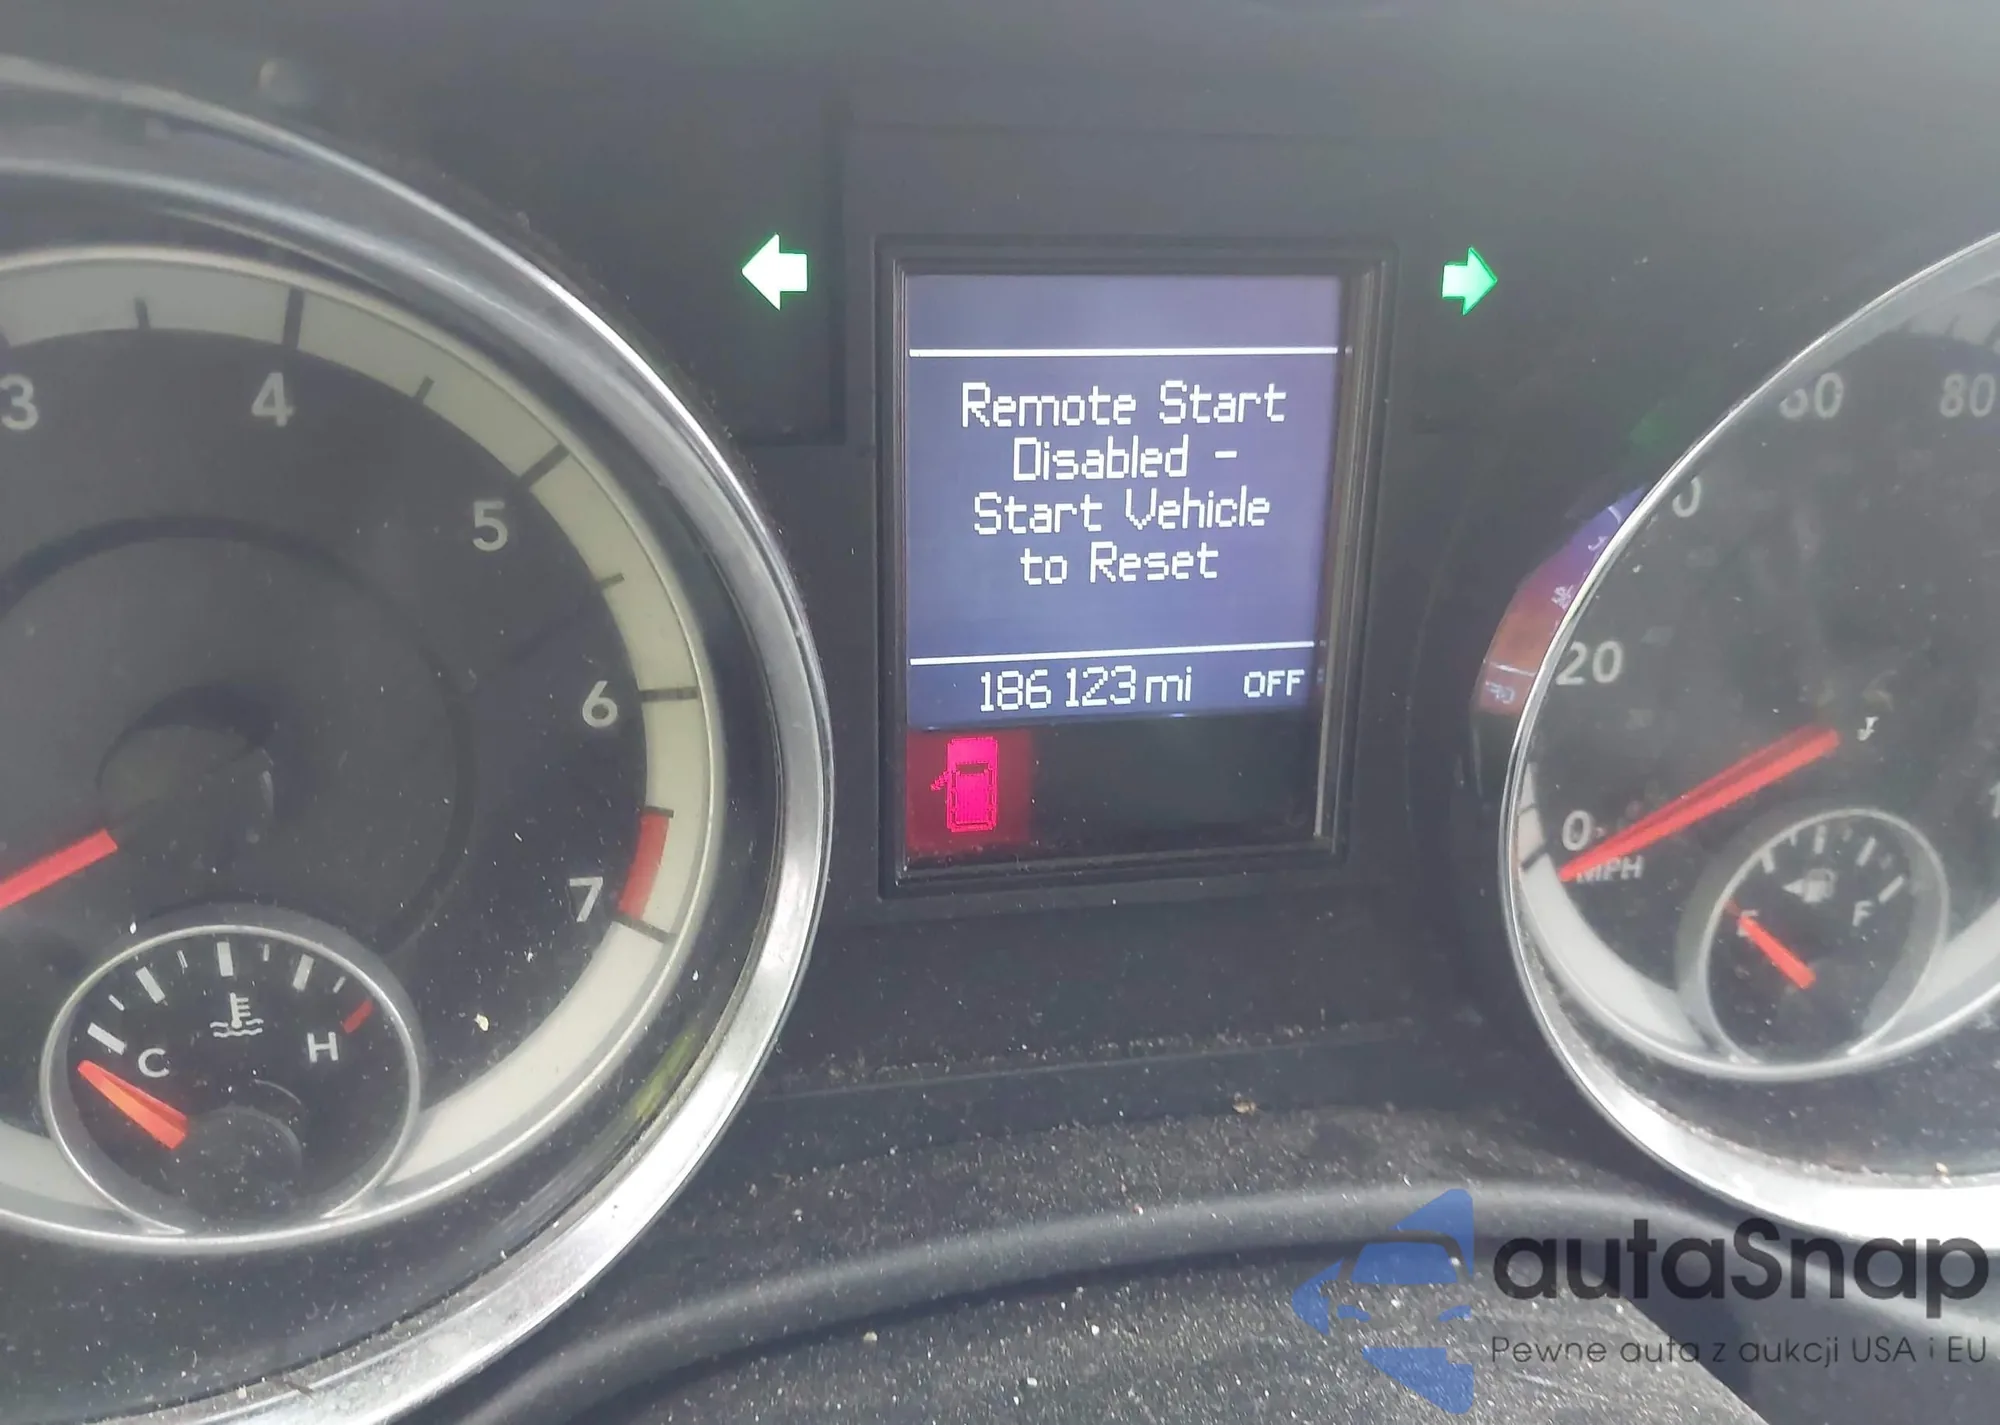 3
4
5
6
7
C
H
Remote Start
Disabled -
Start Vehicle
to Reset
186 123 mi OFF
80
20
0
MPH
E
F
autaSnap
Pewne auta z aukcji USA i EU